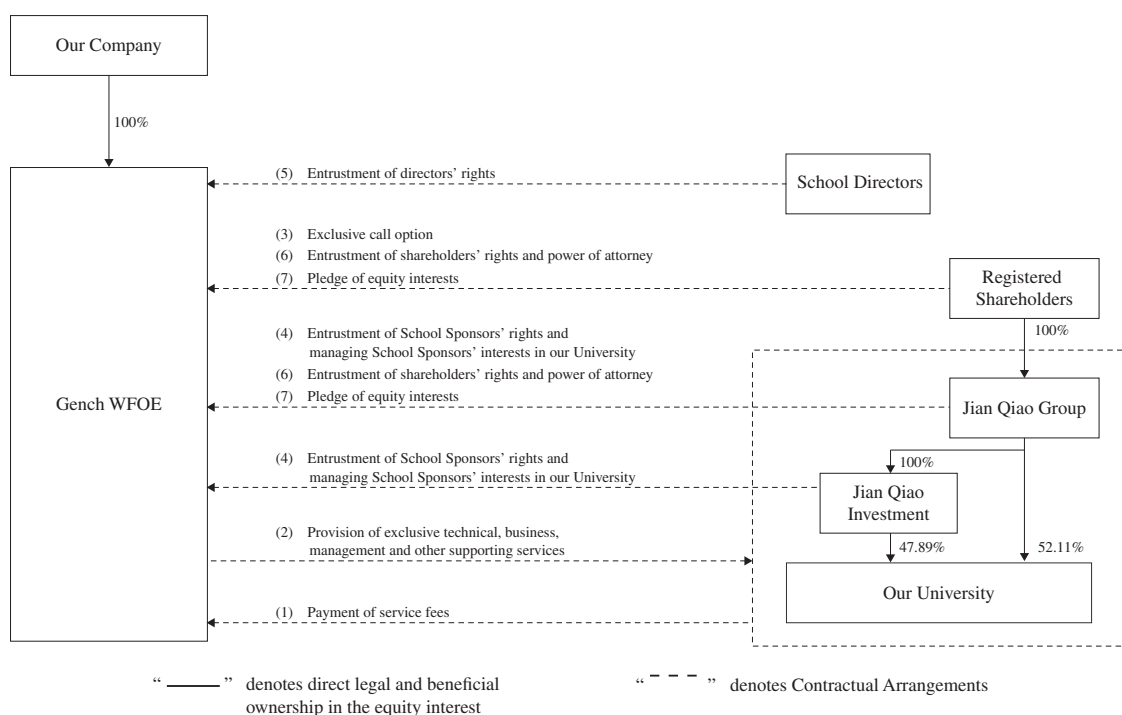 Our Company
100%
(5) Entrustment of directors’ rights
School Directors
(3) Exclusive call option
(6) Entrustment of shareholders’ rights and power of attorney
(7) Pledge of equity interests
Registered
Shareholders
100%
(4) Entrustment of School Sponsors’ rights and
managing School Sponsors’ interests in our University
(6) Entrustment of shareholders’ rights and power of attorney
(7) Pledge of equity interests
Gench WFOE
Jian Qiao Group
(4) Entrustment of School Sponsors’ rights and
managing School Sponsors’ interests in our University
100%
Jian Qiao
Investment
(2) Provision of exclusive technical, business,
management and other supporting services
47.89%
52.11%
Our University
(1) Payment of service fees
“ ” denotes direct legal and beneficial
ownership in the equity interest
“ ” denotes Contractual Arrangements